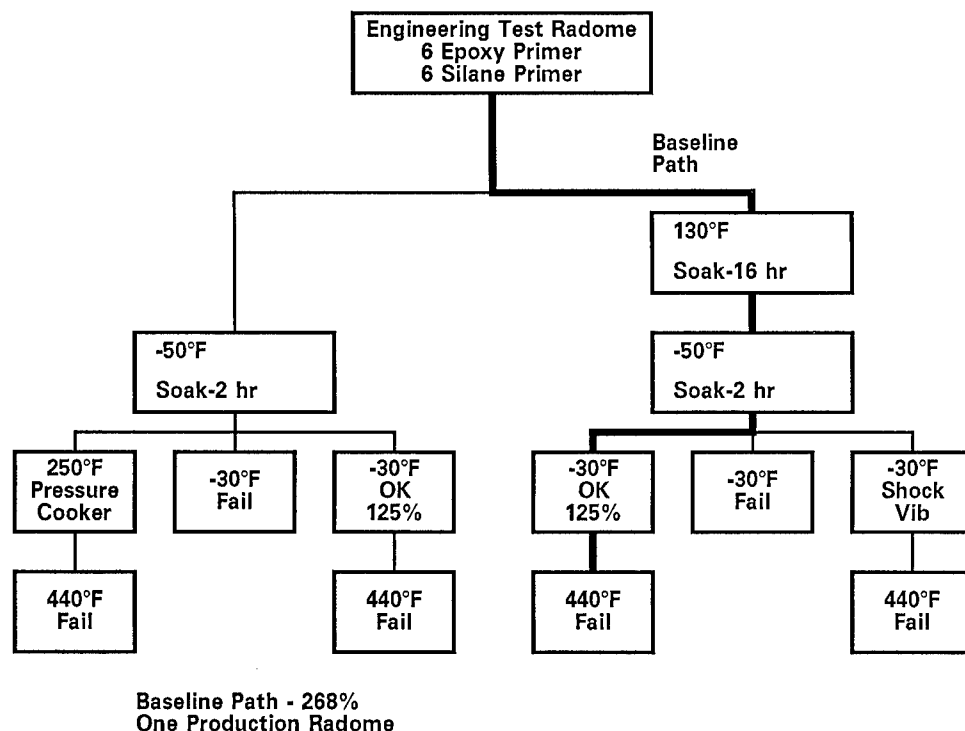 Engineering Test Radome
6 Epoxy Primer
6 Silane Primer
Baseline
Path
130°F
Soak-16 hr
-50°F
Soak-2 hr
-50°F
Soak-2 hr
250°F
Pressure
Cooker
-30°F
Fail
-30°F
OK
125%
-30°F
OK
125%
-30°F
Fail
-30°F
Shock
Vib
440°F
Fail
440°F
Fail
440°F
Fail
440°F
Fail
Baseline Path - 268%
One Production Radome